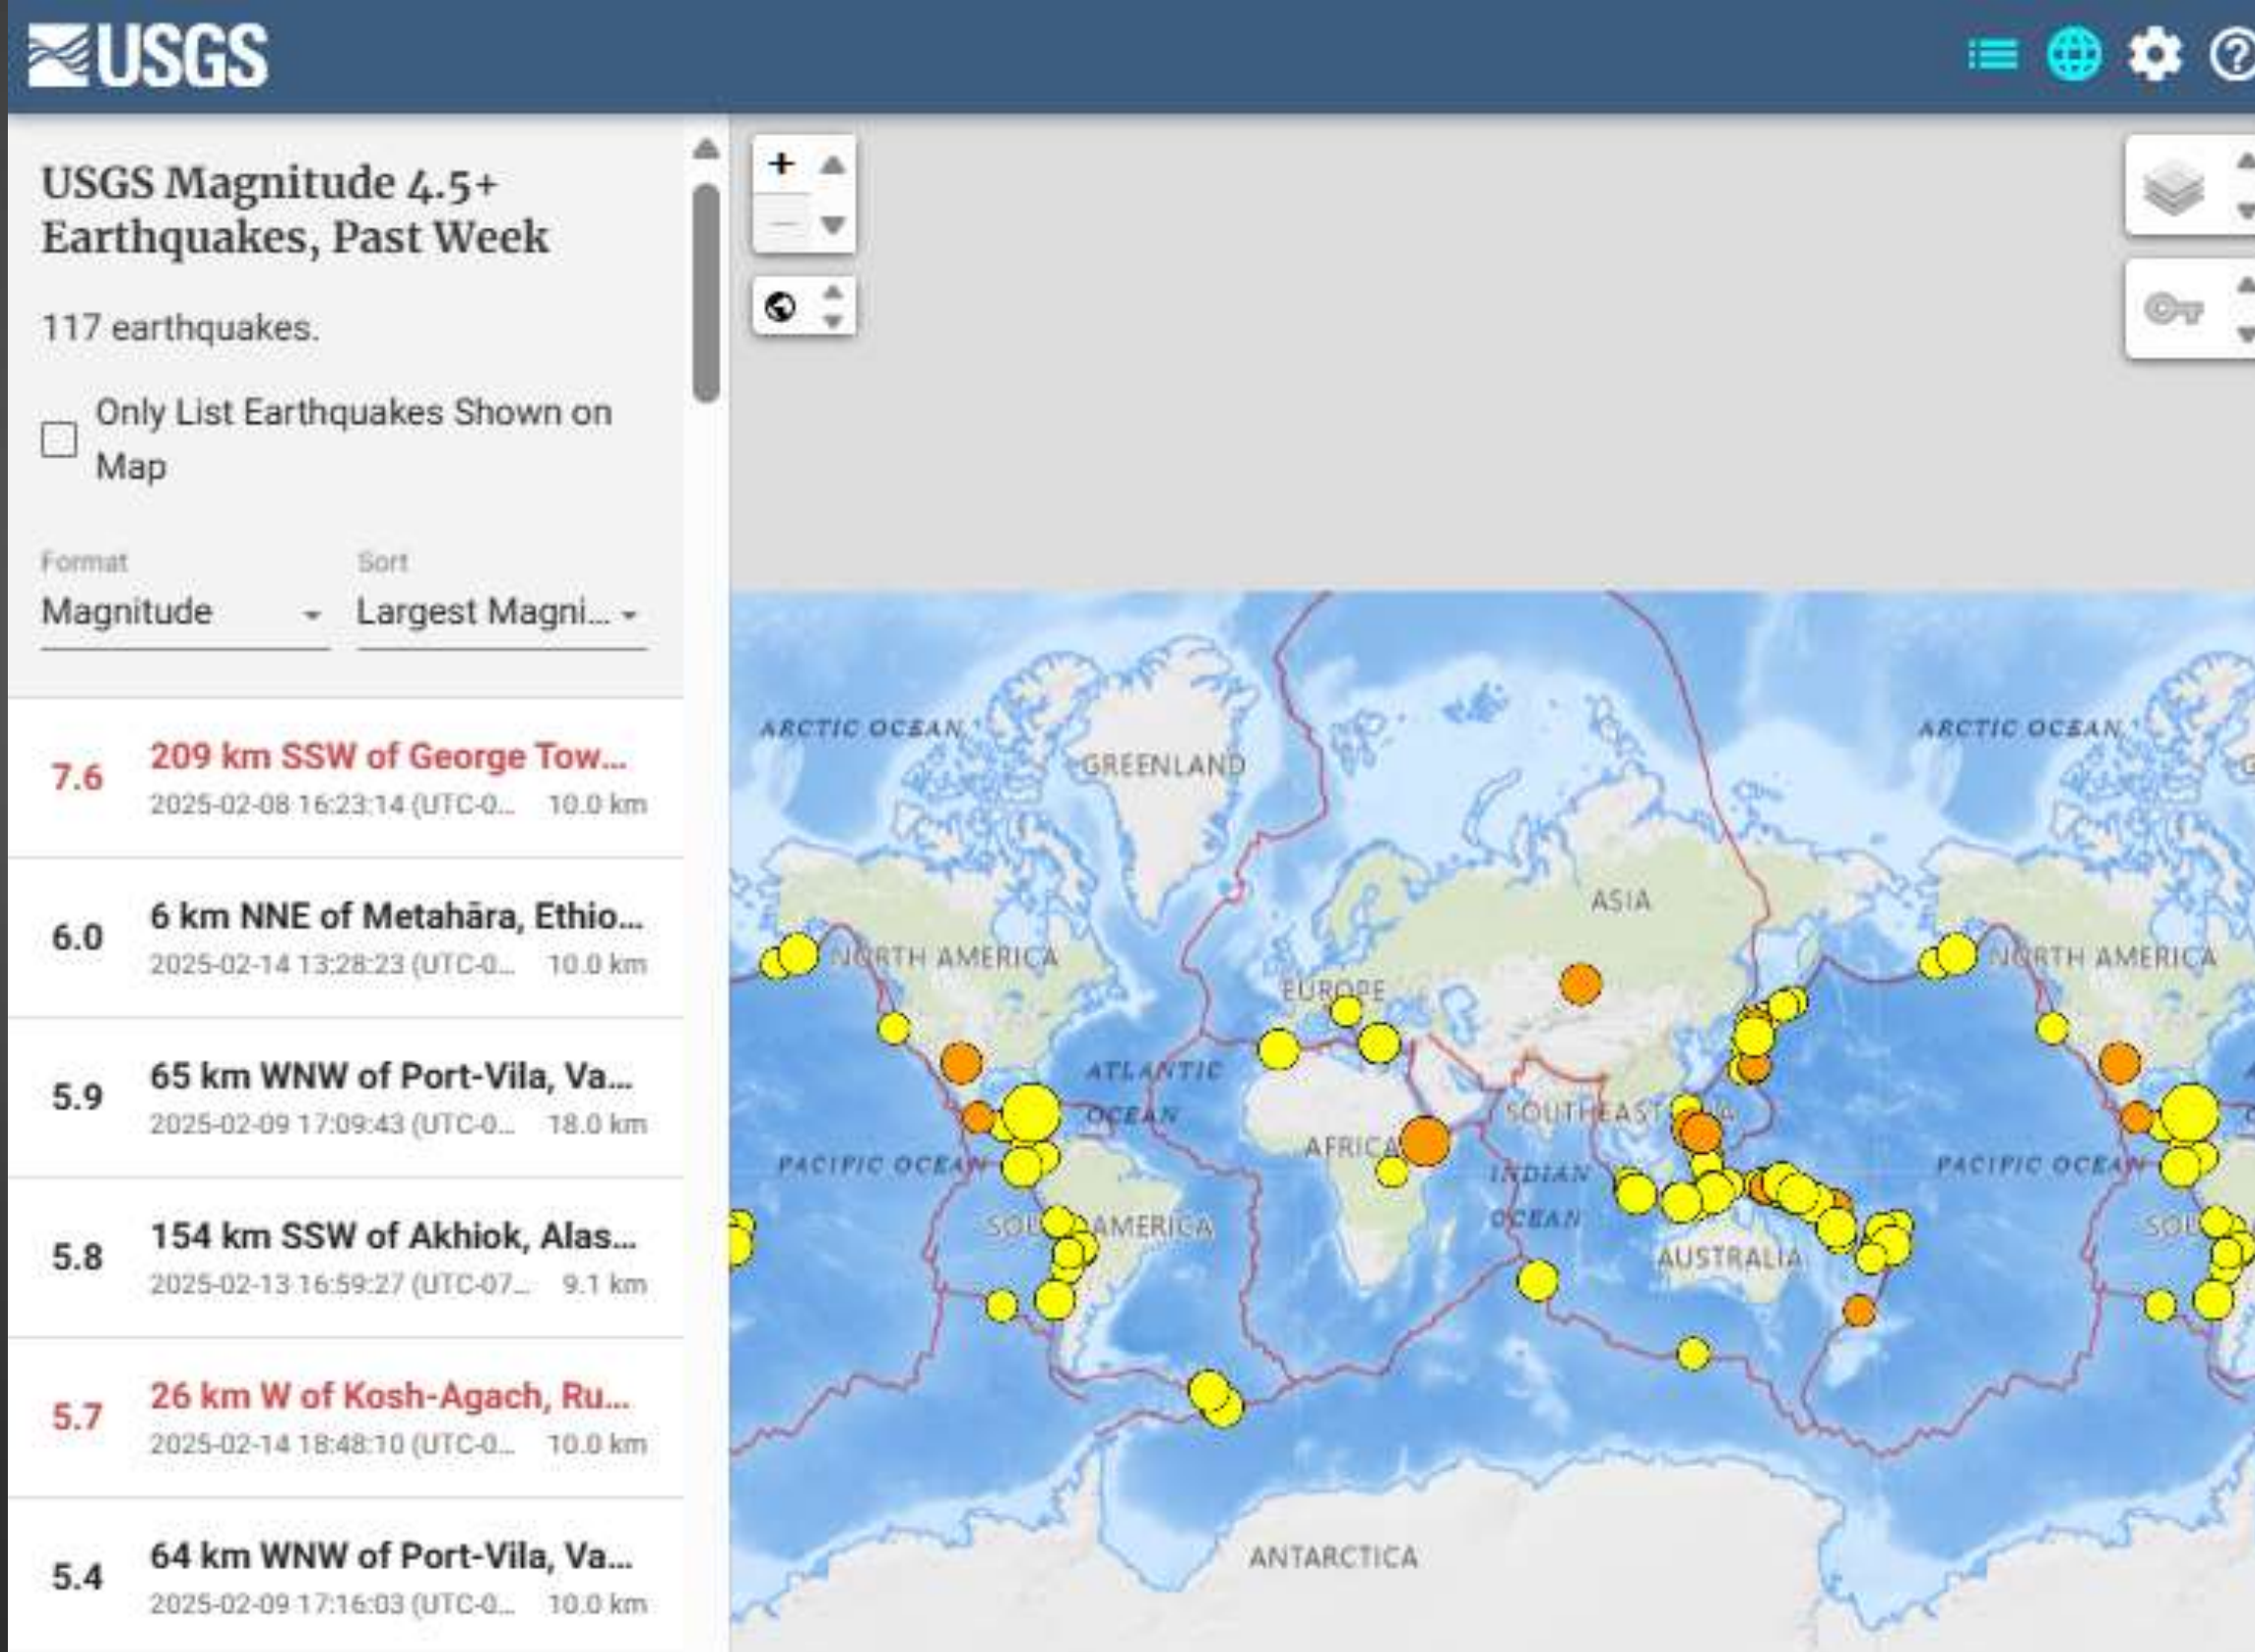 USGS
USGS Magnitude 4.5+
Earthquakes, Past Week
117 earthquakes.
Only List Earthquakes Shown on
Map
Format
Sort
Magnitude
Largest Magni...
7.6
209 km SSW of George Tow...
2025-02-08 16:23:14 (UTC-0...
10.0 km
6.0
6 km NNE of Metahāra, Ethio...
2025-02-14 13:28:23 (UTC-0...
10.0 km
5.9
65 km WNW of Port-Vila, Va...
2025-02-09 17:09:43 (UTC-0...
18.0 km
5.8
154 km SSW of Akhiok, Alas...
2025-02-13 16:59:27 (UTC-07...
9.1 km
5.7
26 km W of Kosh-Agach, Ru...
2025-02-14 18:48:10 (UTC-0...
10.0 km
5.4
64 km WNW of Port-Vila, Va...
2025-02-09 17:16:03 (UTC-0...
10.0 km
+
−
?
ARCTIC OCEAN
ARCTIC OCEAN
GREENLAND
ASIA
NORTH AMERICA
NORTH AMERICA
EUROPE
ATLANTIC
OCEAN
SOUTHEAST
AFRICA
PACIFIC OCEAN
PACIFIC OCEAN
INDIAN
OCEAN
AMERICA
AUSTRALIA
ANTARCTICA